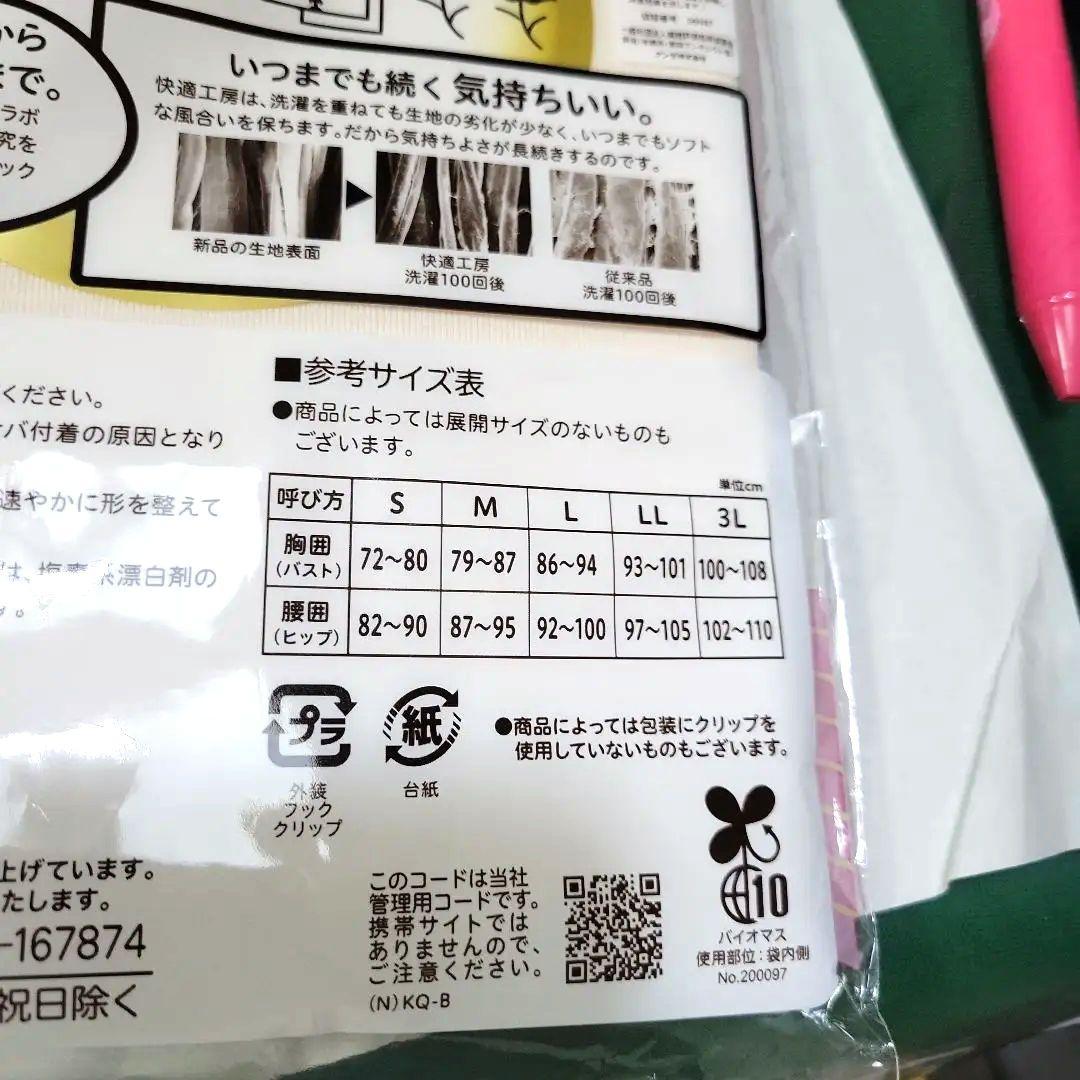 から
まで。
ラボ
究を
ック
いつまでも続く気持ちいい。
快適工房は、洗濯を重ねても生地の劣化が少なく、いつまでもソフト
な風合いを保ちます。だから気持ちよさが長続きするのです。
新品の生地表面
快適工房
洗濯100回後
従来品
洗濯100回後
ください。
付着の原因となり
速やかに形を整えて
漂白剤の
■参考サイズ表
●商品によっては展開サイズのないものも
ございます。
単位cm
呼び方 S M L LL 3L
胸囲(バスト) 72~80 79~87 86~94 93~101 100~108
腰囲(ヒップ) 82~90 87~95 92~100 97~105 102~110
プラ
外装
フック
クリップ
紙
台紙
●商品によっては包装にクリップを
使用していないものもございます。
上げています。
たします。
-167874
祝日除く
このコードは当社
管理用コードです。
携帯サイトでは
ありませんので、
ご注意ください。
(N)KQ-B
10
バイオマス
使用部位:袋内側
No.200097